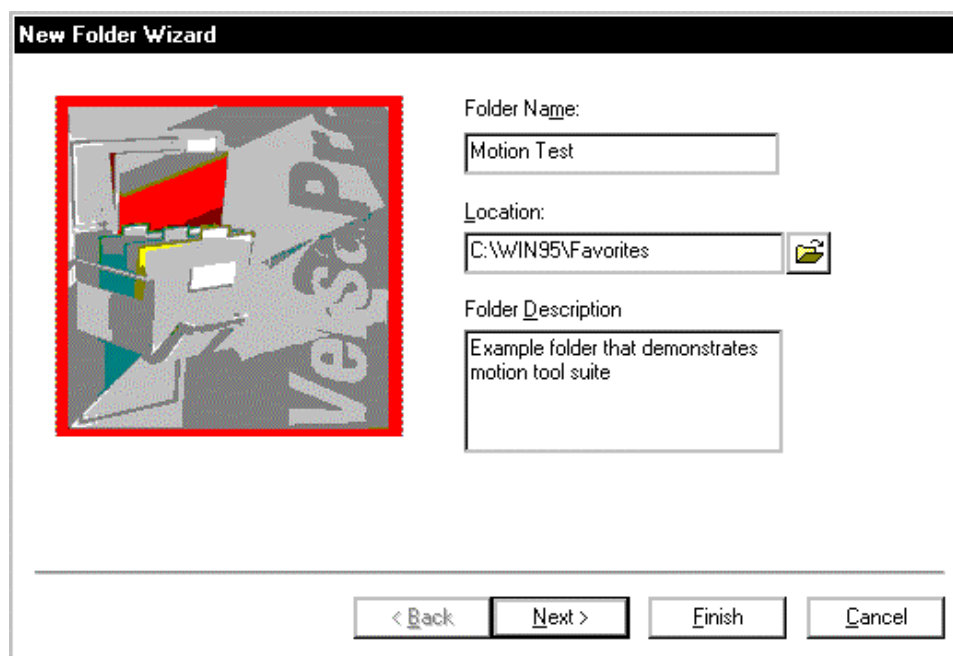 New Folder Wizard
Folder Name:
Motion Test
Location:
C:\WIN95\Favorites
Folder Description
Example folder that demonstrates
motion tool suite
< Back
Next >
Finish
Cancel